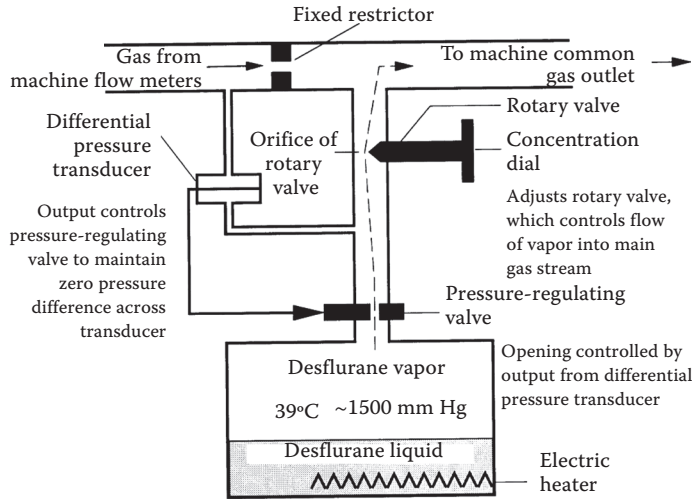 Fixed restrictor
Gas from
machine flow meters
To machine common
gas outlet
Rotary valve
Differential
pressure
transducer
Orifice of
rotary
valve
Concentration
dial
Output controls
pressure-regulating
valve to maintain
zero pressure
difference across
transducer
Adjusts rotary valve,
which controls flow
of vapor into main
gas stream
Pressure-regulating
valve
Desflurane vapor
Opening controlled by
output from differential
pressure transducer
39°C ~1500 mm Hg
Desflurane liquid
Electric
heater